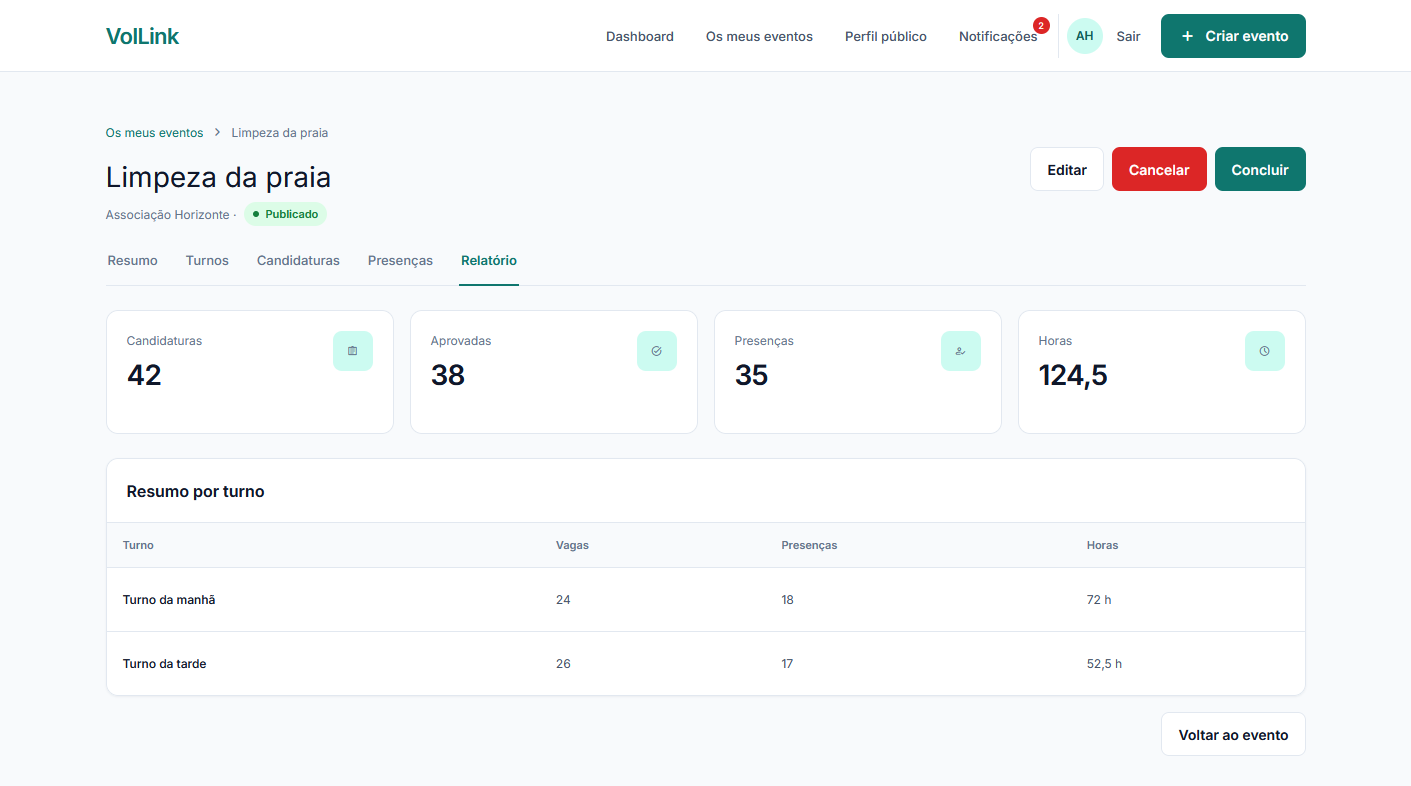 VolLink
Dashboard Os meus eventos Perfil público Notificações 2 AH Sair + Criar evento
Os meus eventos > Limpeza da praia
Limpeza da praia
Editar Cancelar Concluir
Associação Horizonte · Publicado
Resumo Turnos Candidaturas Presenças Relatório
Candidaturas
42
Aprovadas
38
Presenças
35
Horas
124,5
Resumo por turno
Turno Vagas Presenças Horas
Turno da manhã 24 18 72 h
Turno da tarde 26 17 52,5 h
Voltar ao evento